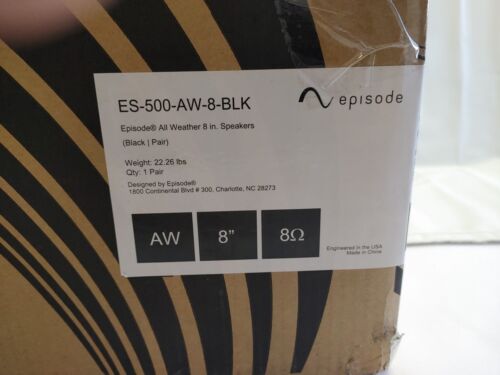 ES-500-AW-8-BLK
episode
Episode® All Weather 8 in. Speakers
(Black | Pair)
Weight: 22.26 lbs
Qty: 1 Pair
Designed by Episode®
1800 Continental Blvd # 300, Charlotte, NC 28273
AW
8"
8Ω
Engineered in the USA
Made in China